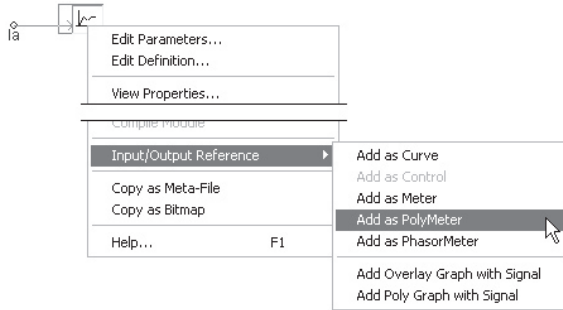 Ia
Edit Parameters...
Edit Definition...
View Properties...
Compile Module
Input/Output Reference
Copy as Meta-File
Copy as Bitmap
Help... F1
Add as Curve
Add as Control
Add as Meter
Add as PolyMeter
Add as PhasorMeter
Add Overlay Graph with Signal
Add Poly Graph with Signal